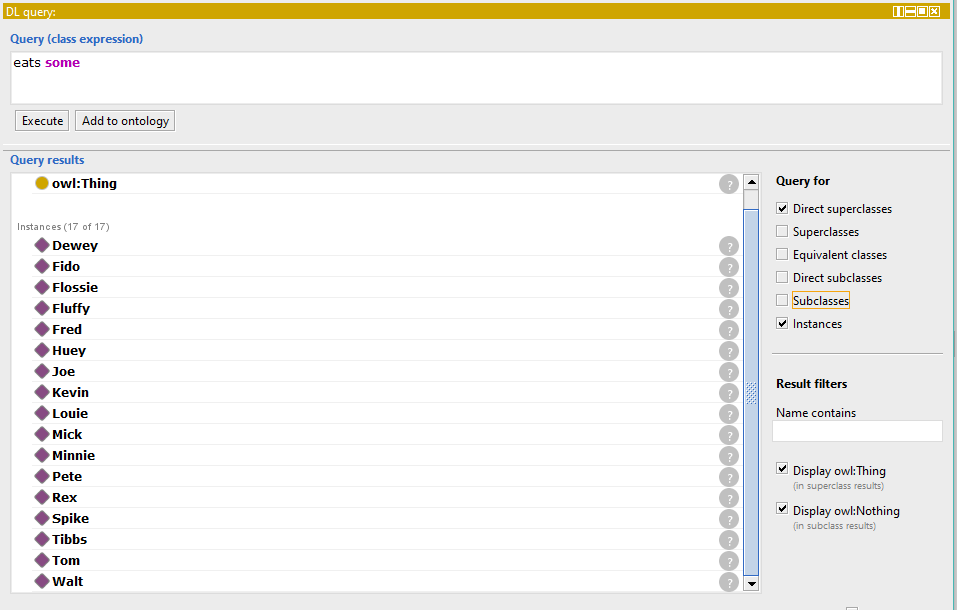 DL query:
Query (class expression)
eats some
Execute Add to ontology
Query results
owl:Thing
?
Instances (17 of 17)
Dewey ?
Fido ?
Flossie ?
Fluffy ?
Fred ?
Huey ?
Joe ?
Kevin ?
Louie ?
Mick ?
Minnie ?
Pete ?
Rex ?
Spike ?
Tibbs ?
Tom ?
Walt ?
Query for
Direct superclasses
Superclasses
Equivalent classes
Direct subclasses
Subclasses
Instances
Result filters
Name contains
Display owl:Thing
(in superclass results)
Display owl:Nothing
(in subclass results)